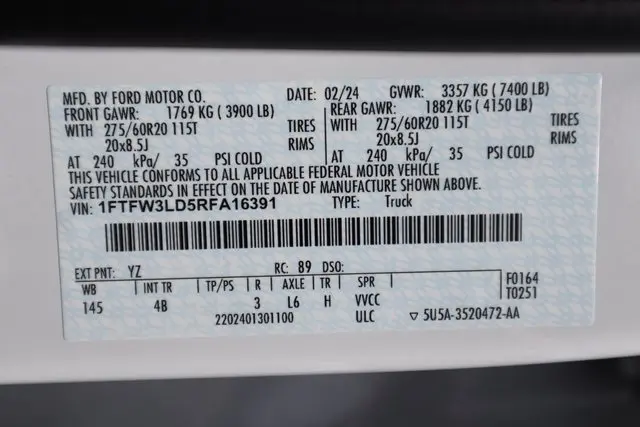 MFD. BY FORD MOTOR CO. DATE: 02/24 GVWR: 3357 KG ( 7400 LB)
FRONT GAWR: 1769 KG ( 3900 LB) REAR GAWR: 1882 KG ( 4150 LB)
WITH 275/60R20 115T TIRES WITH 275/60R20 115T TIRES
20x8.5J RIMS 20x8.5J RIMS
AT 240 kPa/ 35 PSI COLD AT 240 kPa/ 35 PSI COLD
THIS VEHICLE CONFORMS TO ALL APPLICABLE FEDERAL MOTOR VEHICLE
SAFETY STANDARDS IN EFFECT ON THE DATE OF MANUFACTURE SHOWN ABOVE.
VIN: 1FTFW3LD5RFA16391 TYPE: Truck
EXT PNT: YZ RC: 89 DSO:
WB INT TR TP/PS R AXLE TR SPR F0164
145 4B 3 L6 H VVCC T0251
2202401301100 ULC ▽ 5U5A-3520472-AA